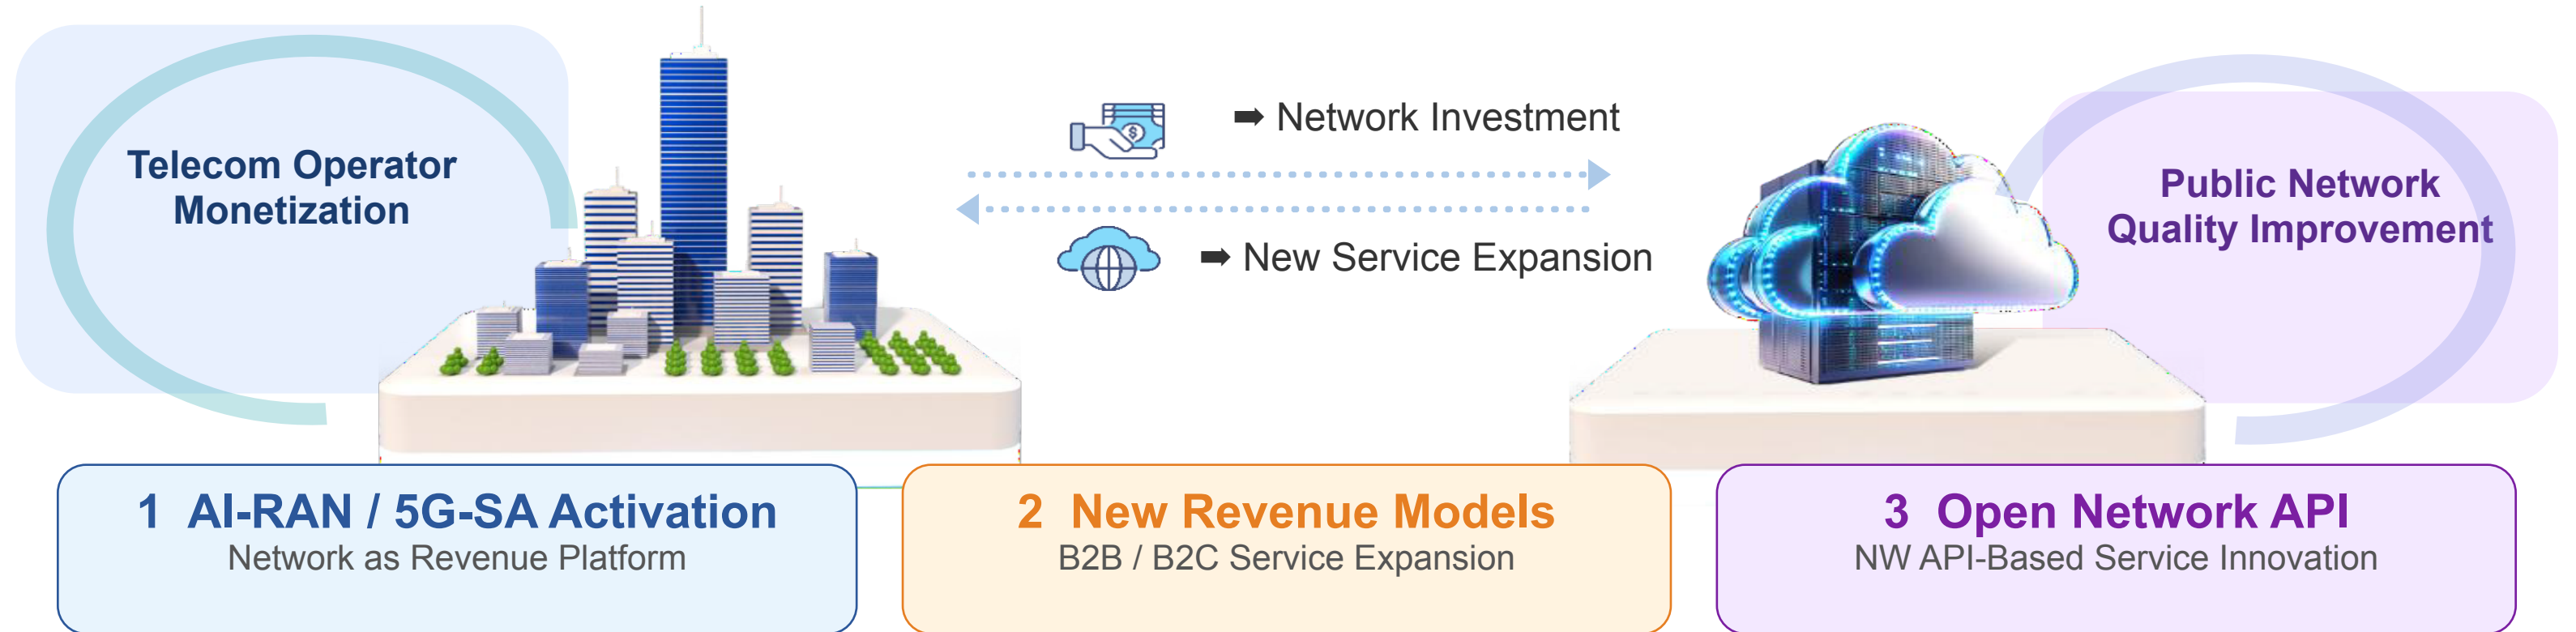 Telecom Operator
Monetization
➡ Network Investment
➡ New Service Expansion
Public Network
Quality Improvement
1 AI-RAN / 5G-SA Activation
Network as Revenue Platform
2 New Revenue Models
B2B / B2C Service Expansion
3 Open Network API
NW API-Based Service Innovation